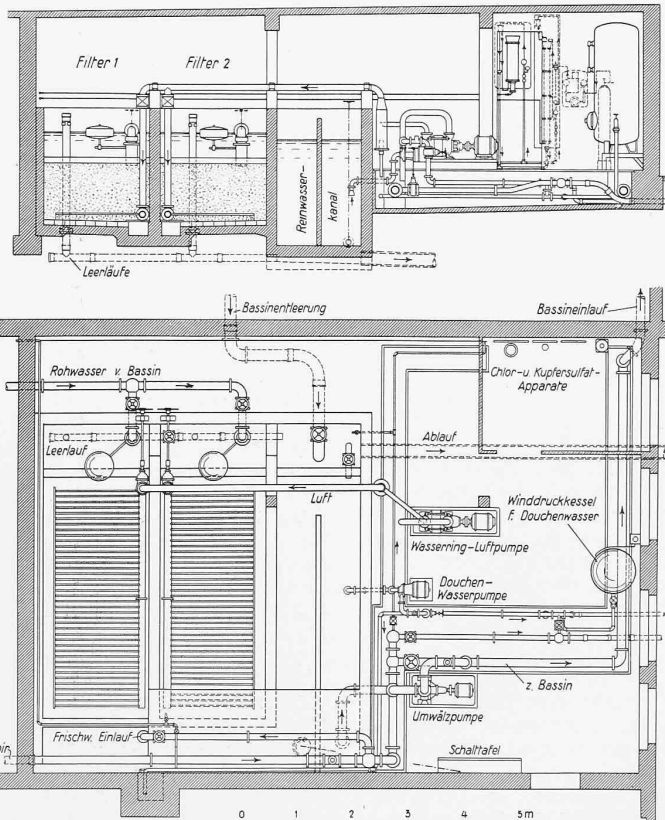 Filter 1
Filter 2
Reinwasser-
kanal
Leerläufe
Bassinentleerung
Bassineinlauf
Rohwasser v. Bassin
Chlor- u. Kupfersulfat-
Apparate
Leerlauf
Ablauf
Luft
Winddruckkessel
f. Douchenwasser
Wasserring-Luftpumpe
Douchen-
Wasserpumpe
z. Bassin
Umwälzpumpe
Frischw. Einlauf
Schalttafel
0 1 2 3 4 5m